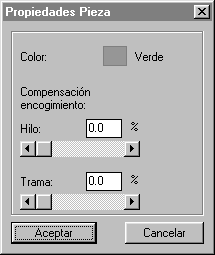 Propiedades Pieza
Color: Verde
Compensación
encogimiento:
Hilo: 0.0 %
Trama: 0.0 %
Aceptar Cancelar